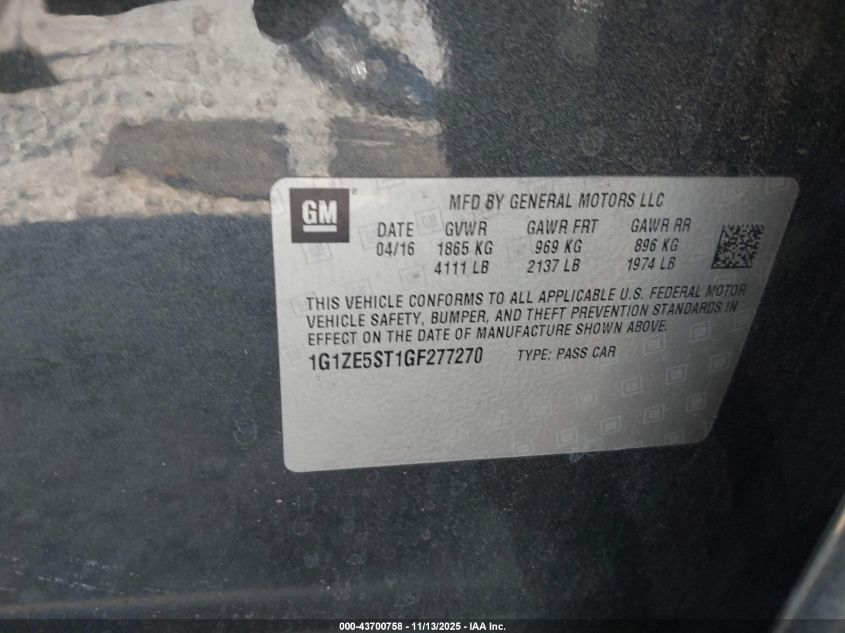 GM
MFD BY GENERAL MOTORS LLC
DATE GVWR GAWR FRT GAWR RR
04/16 1865 KG 969 KG 896 KG
4111 LB 2137 LB 1974 LB
THIS VEHICLE CONFORMS TO ALL APPLICABLE U.S. FEDERAL MOTOR
VEHICLE SAFETY, BUMPER, AND THEFT PREVENTION STANDARDS IN
EFFECT ON THE DATE OF MANUFACTURE SHOWN ABOVE.
1G1ZE5ST1GF277270 TYPE: PASS CAR
000-43700758 - 11/13/2025 - IAA Inc.